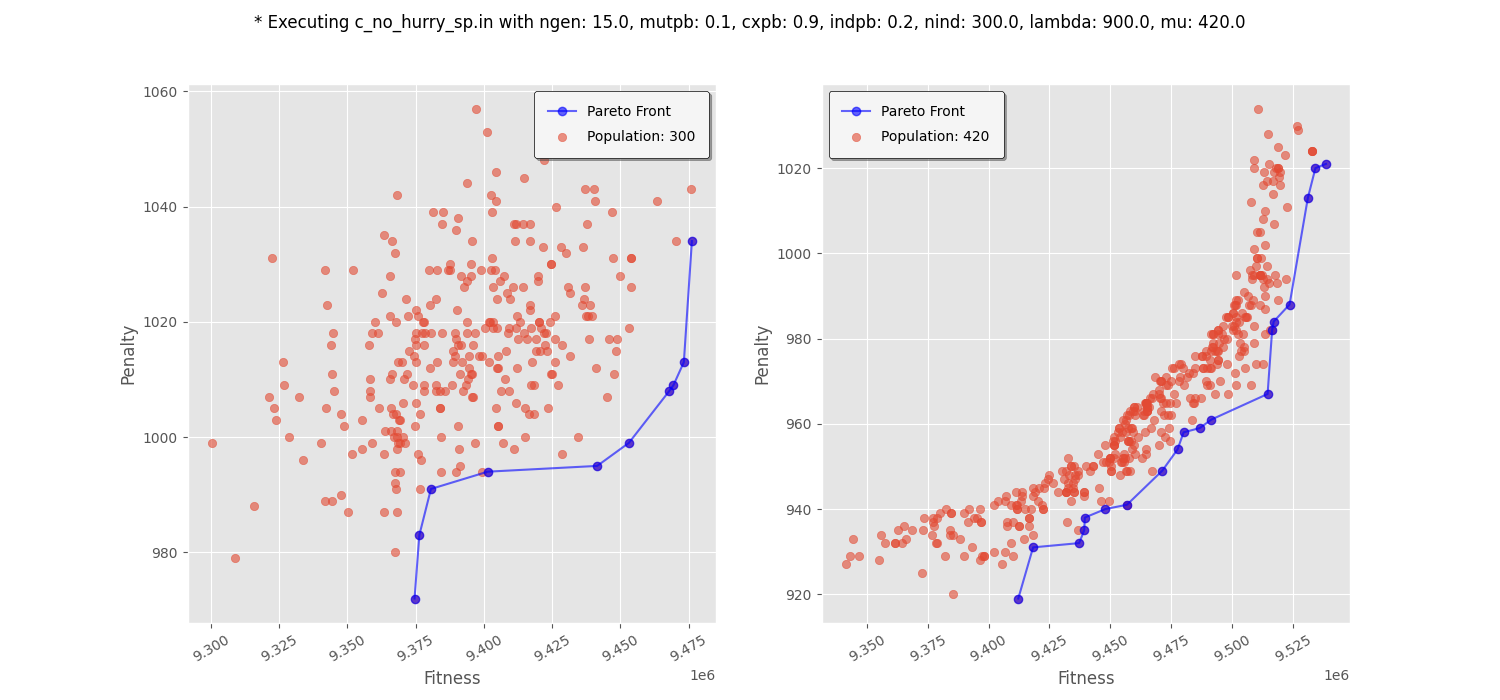 * Executing c_no_hurry_sp.in with ngen: 15.0, mutpb: 0.1, cxpb: 0.9, indpb: 0.2, nind: 300.0, lambda: 900.0, mu: 420.0
Pareto Front
Population: 300
1060
1040
1020
1000
980
Penalty
9.300
9.325
9.350
9.375
9.400
9.425
9.450
9.475
1e6
Fitness
Pareto Front
Population: 420
1020
1000
980
960
940
920
Penalty
9.350
9.375
9.400
9.425
9.450
9.475
9.500
9.525
1e6
Fitness